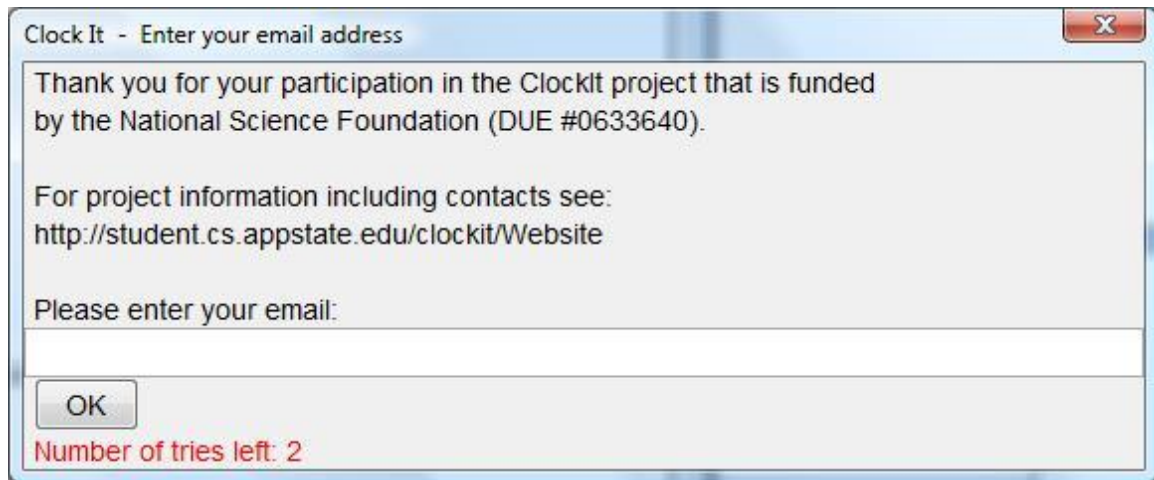 Clock It - Enter your email address
Thank you for your participation in the ClockIt project that is funded
by the National Science Foundation (DUE #0633640).
For project information including contacts see:
http://student.cs.appstate.edu/clockit/Website
Please enter your email:
OK
Number of tries left: 2